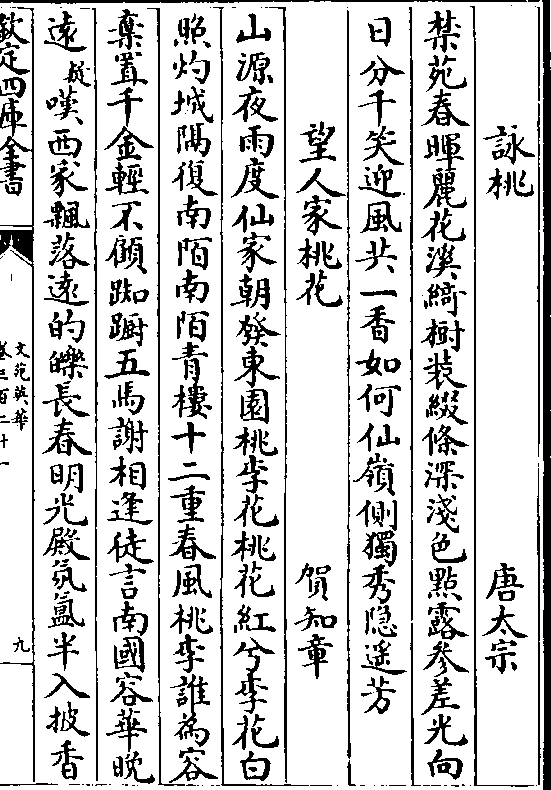 詠桃　唐太宗
禁苑春暉麗花溪綺樹裝綴條深淺色點露參差光向
日分千笑迎風共一香如何仙嶺側獨秀隐遥芳
望人家桃花　賀知章
山源夜雨度仙家朝發東園桃李花桃花紅兮李花白
照灼城隅復南陌南陌青樓十二重春風桃李誰為容
棄置千金輕不顧踟躕五馬謝相逢徒言南國容華晩
遠疑嘆西家飄落遠的皪長春明光殿氛氲半入披香
欽定四庫全書
文苑英華
卷三百二十一
九